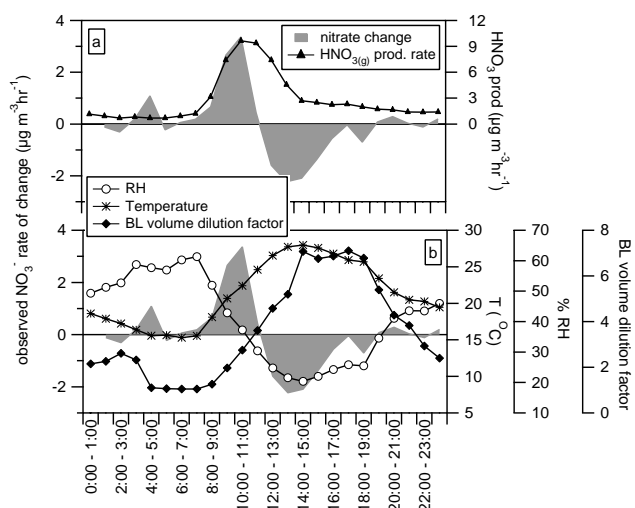 a
nitrate change
HNO3(g) prod. rate
4
2
0
-2
12
9
6
3
0
HNO3 prod (µg m-3hr-1)
observed NO3- rate of change (µg m-3hr-1)
RH
Temperature
BL volume dilution factor
b
4
2
0
-2
30
25
20
15
10
5
T (°C)
70
60
50
40
30
20
10
% RH
8
6
4
2
0
BL volume dilution factor
0:00 - 1:00
2:00 - 3:00
4:00 - 5:00
6:00 - 7:00
8:00 - 9:00
10:00 - 11:00
12:00 - 13:00
14:00 - 15:00
16:00 - 17:00
18:00 - 19:00
20:00 - 21:00
22:00 - 23:00